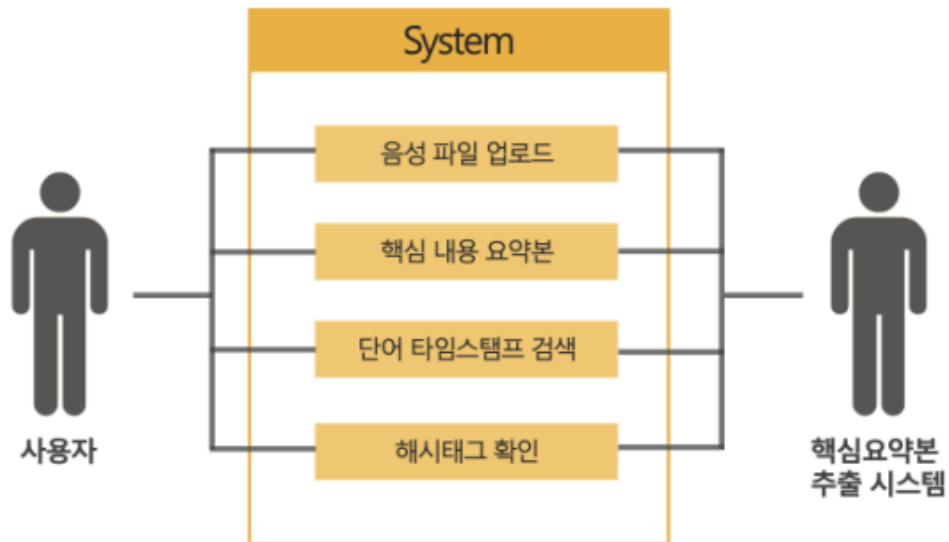 System
음성 파일 업로드
핵심 내용 요약본
단어 타임스탬프 검색
해시태그 확인
사용자
핵심요약본
추출 시스템